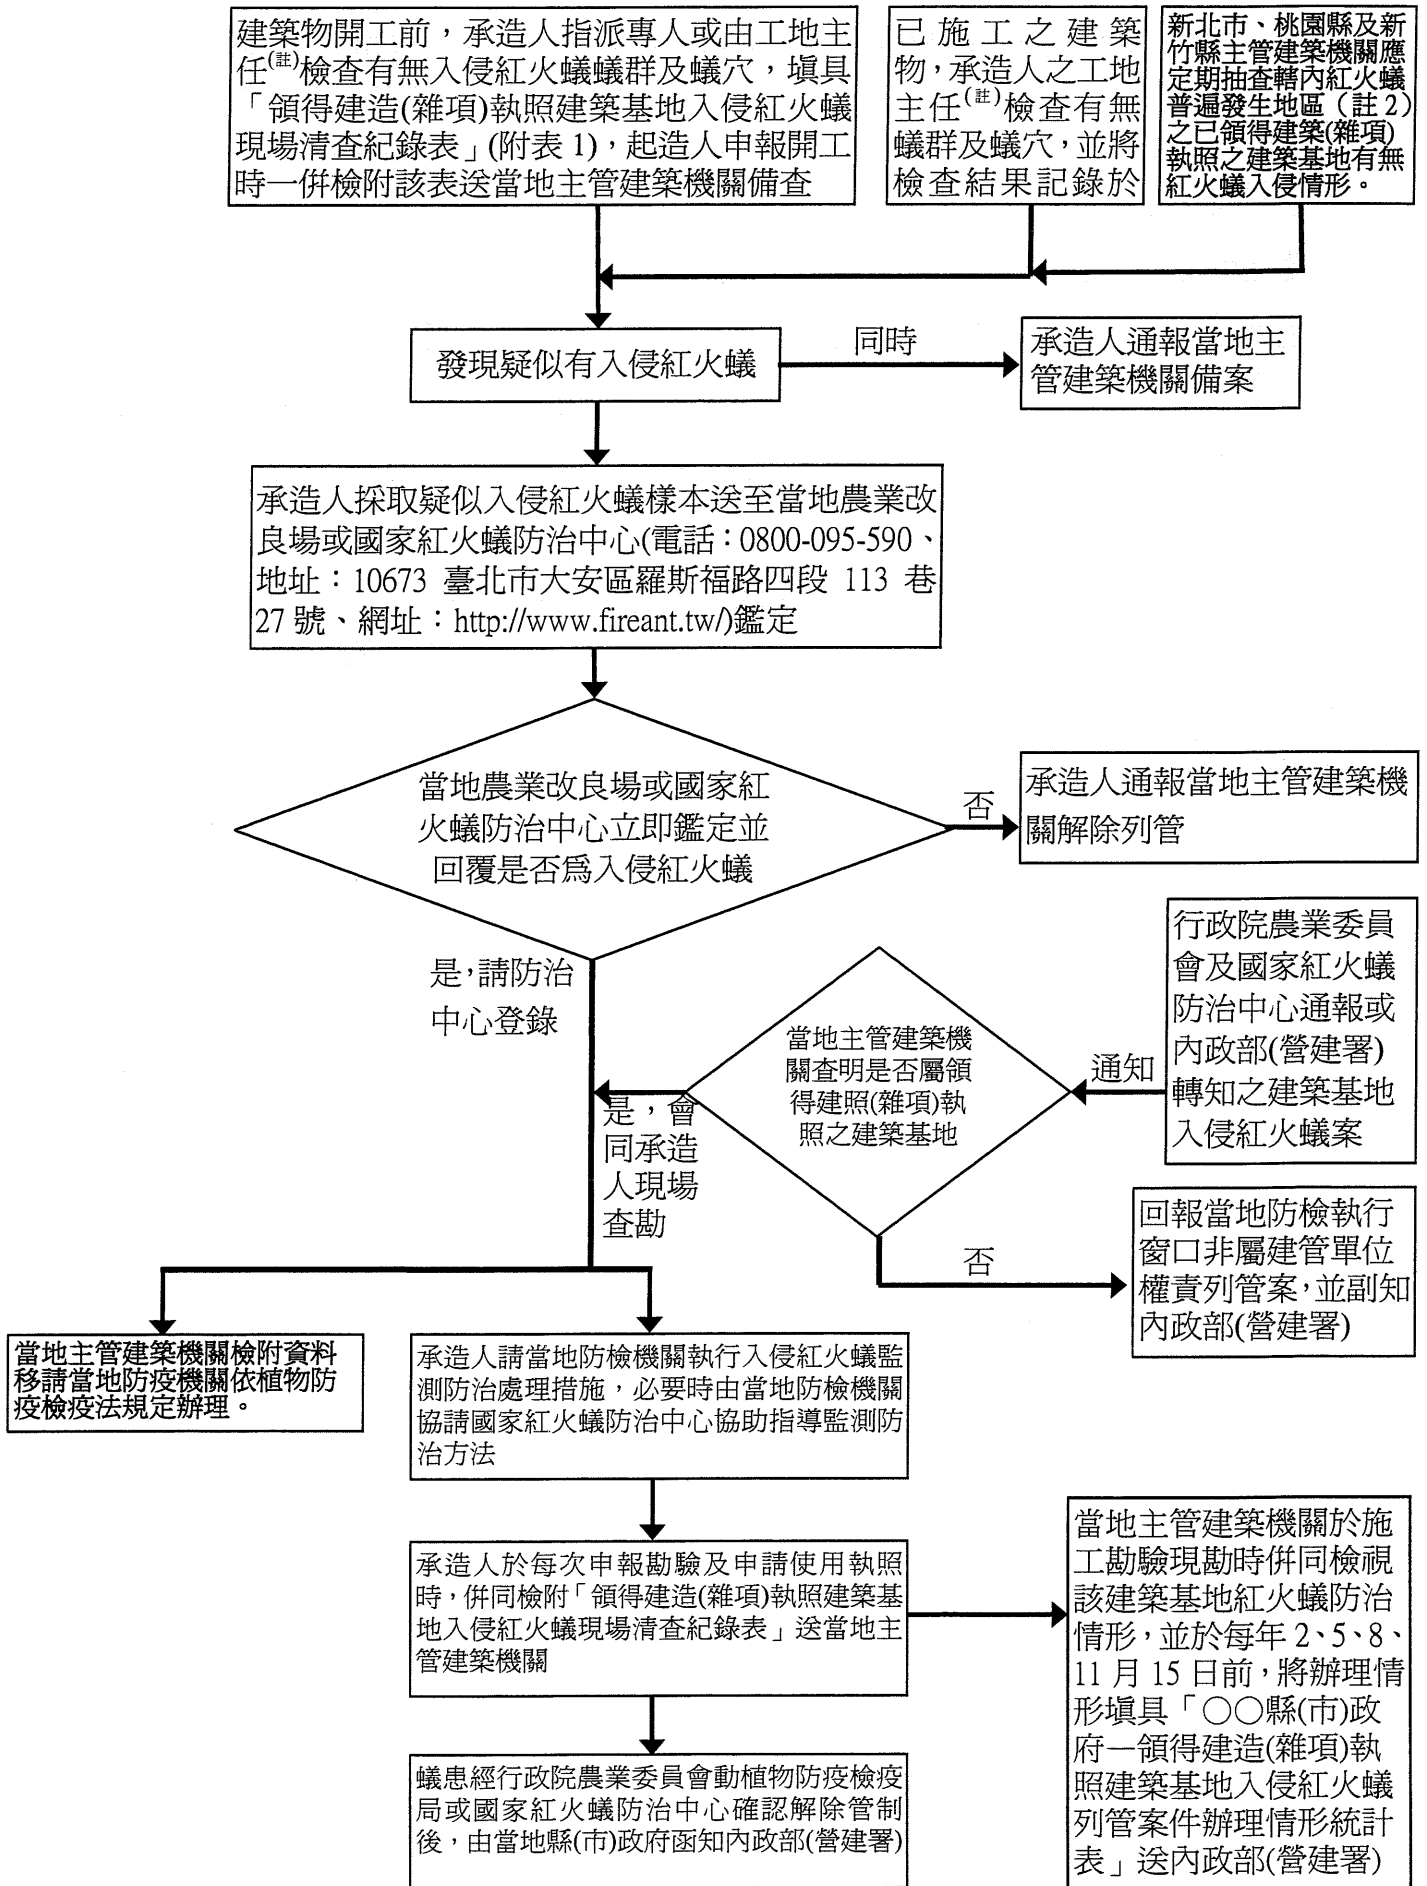 建築物開工前，承造人指派專人或由工地主
任(註)檢查有無入侵紅火蟻蟻群及蟻穴，填具
「領得建造(雜項)執照建築基地入侵紅火蟻
現場清查紀錄表」(附表 1)，起造人申報開工
時一併檢附該表送當地主管建築機關備查
已施工之建築
物，承造人之工地
主任(註)檢查有無
蟻群及蟻穴，並將
檢查結果記錄於
新北市、桃園縣及新
竹縣主管建築機關應
定期抽查轄內紅火蟻
普遍發生地區（註 2）
之已領得建築(雜項)
執照之建築基地有無
紅火蟻入侵情形。
發現疑似有入侵紅火蟻
同時
承造人通報當地主
管建築機關備案
承造人採取疑似入侵紅火蟻樣本送至當地農業改
良場或國家紅火蟻防治中心(電話：0800-095-590、
地址：10673 臺北市大安區羅斯福路四段 113 巷
27 號、網址：http://www.fireant.tw/)鑑定
當地農業改良場或國家紅
火蟻防治中心立即鑑定並
回覆是否為入侵紅火蟻
否
承造人通報當地主管建築機
關解除列管
是，請防治
中心登錄
行政院農業委員
會及國家紅火蟻
防治中心通報或
內政部(營建署)
轉知之建築基地
入侵紅火蟻案
通知
當地主管建築機
關查明是否屬領
得建照(雜項)執
照之建築基地
是，會
同承造
人現場
查勘
否
回報當地防檢執行
窗口非屬建管單位
權責列管案，並副知
內政部(營建署)
當地主管建築機關檢附資料
移請當地防疫機關依植物防
疫檢疫法規定辦理。
承造人請當地防檢機關執行入侵紅火蟻監
測防治處理措施，必要時由當地防檢機關
協請國家紅火蟻防治中心協助指導監測防
治方法
承造人於每次申報勘驗及申請使用執照
時，併同檢附「領得建造(雜項)執照建築基
地入侵紅火蟻現場清查紀錄表」送當地主
管建築機關
當地主管建築機關於施
工勘驗現勘時併同檢視
該建築基地紅火蟻防治
情形，並於每年 2、5、8、
11 月 15 日前，將辦理情
形填具「○○縣(市)政
府—領得建造(雜項)執
照建築基地入侵紅火蟻
列管案件辦理情形統計
表」送內政部(營建署)
蟻患經行政院農業委員會動植物防疫檢疫
局或國家紅火蟻防治中心確認解除管制
後，由當地縣(市)政府函知內政部(營建署)